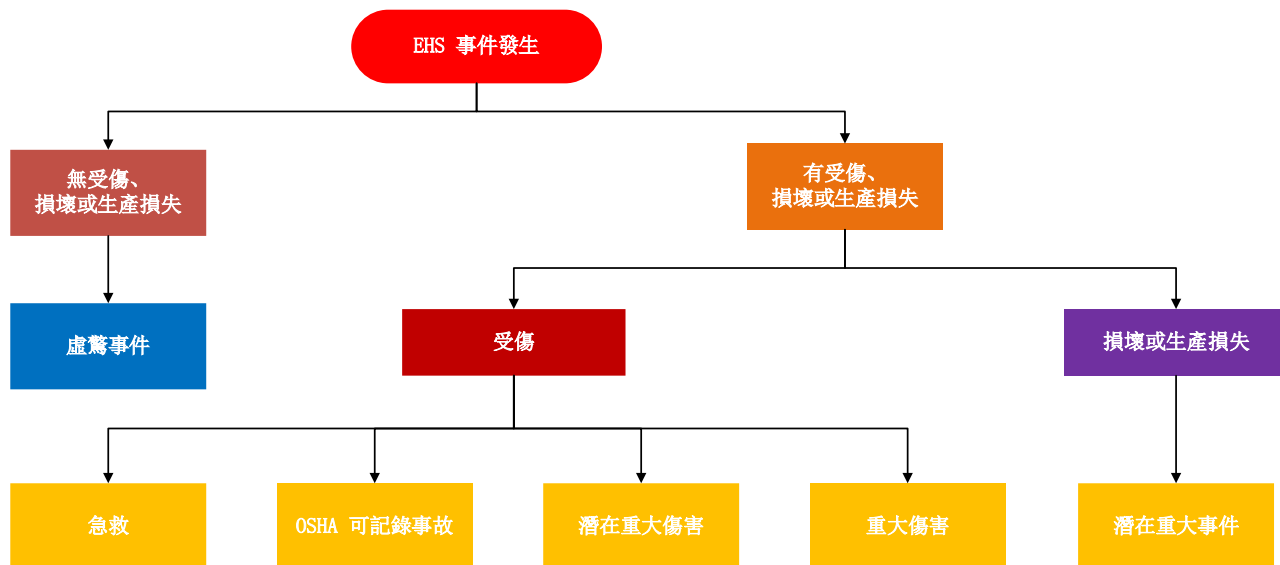 EHS 事件發生
無受傷、
損壞或生產損失
有受傷、
損壞或生產損失
虛驚事件
受傷
損壞或生產損失
急救
OSHA 可記錄事故
潛在重大傷害
重大傷害
潛在重大事件